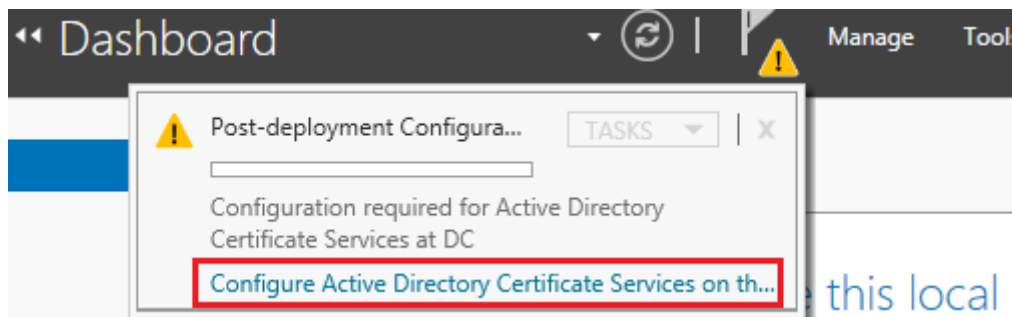 Dashboard
Manage
Tools
Post-deployment Configura...
TASKS
X
Configuration required for Active Directory
Certificate Services at DC
Configure Active Directory Certificate Services on th...
this local